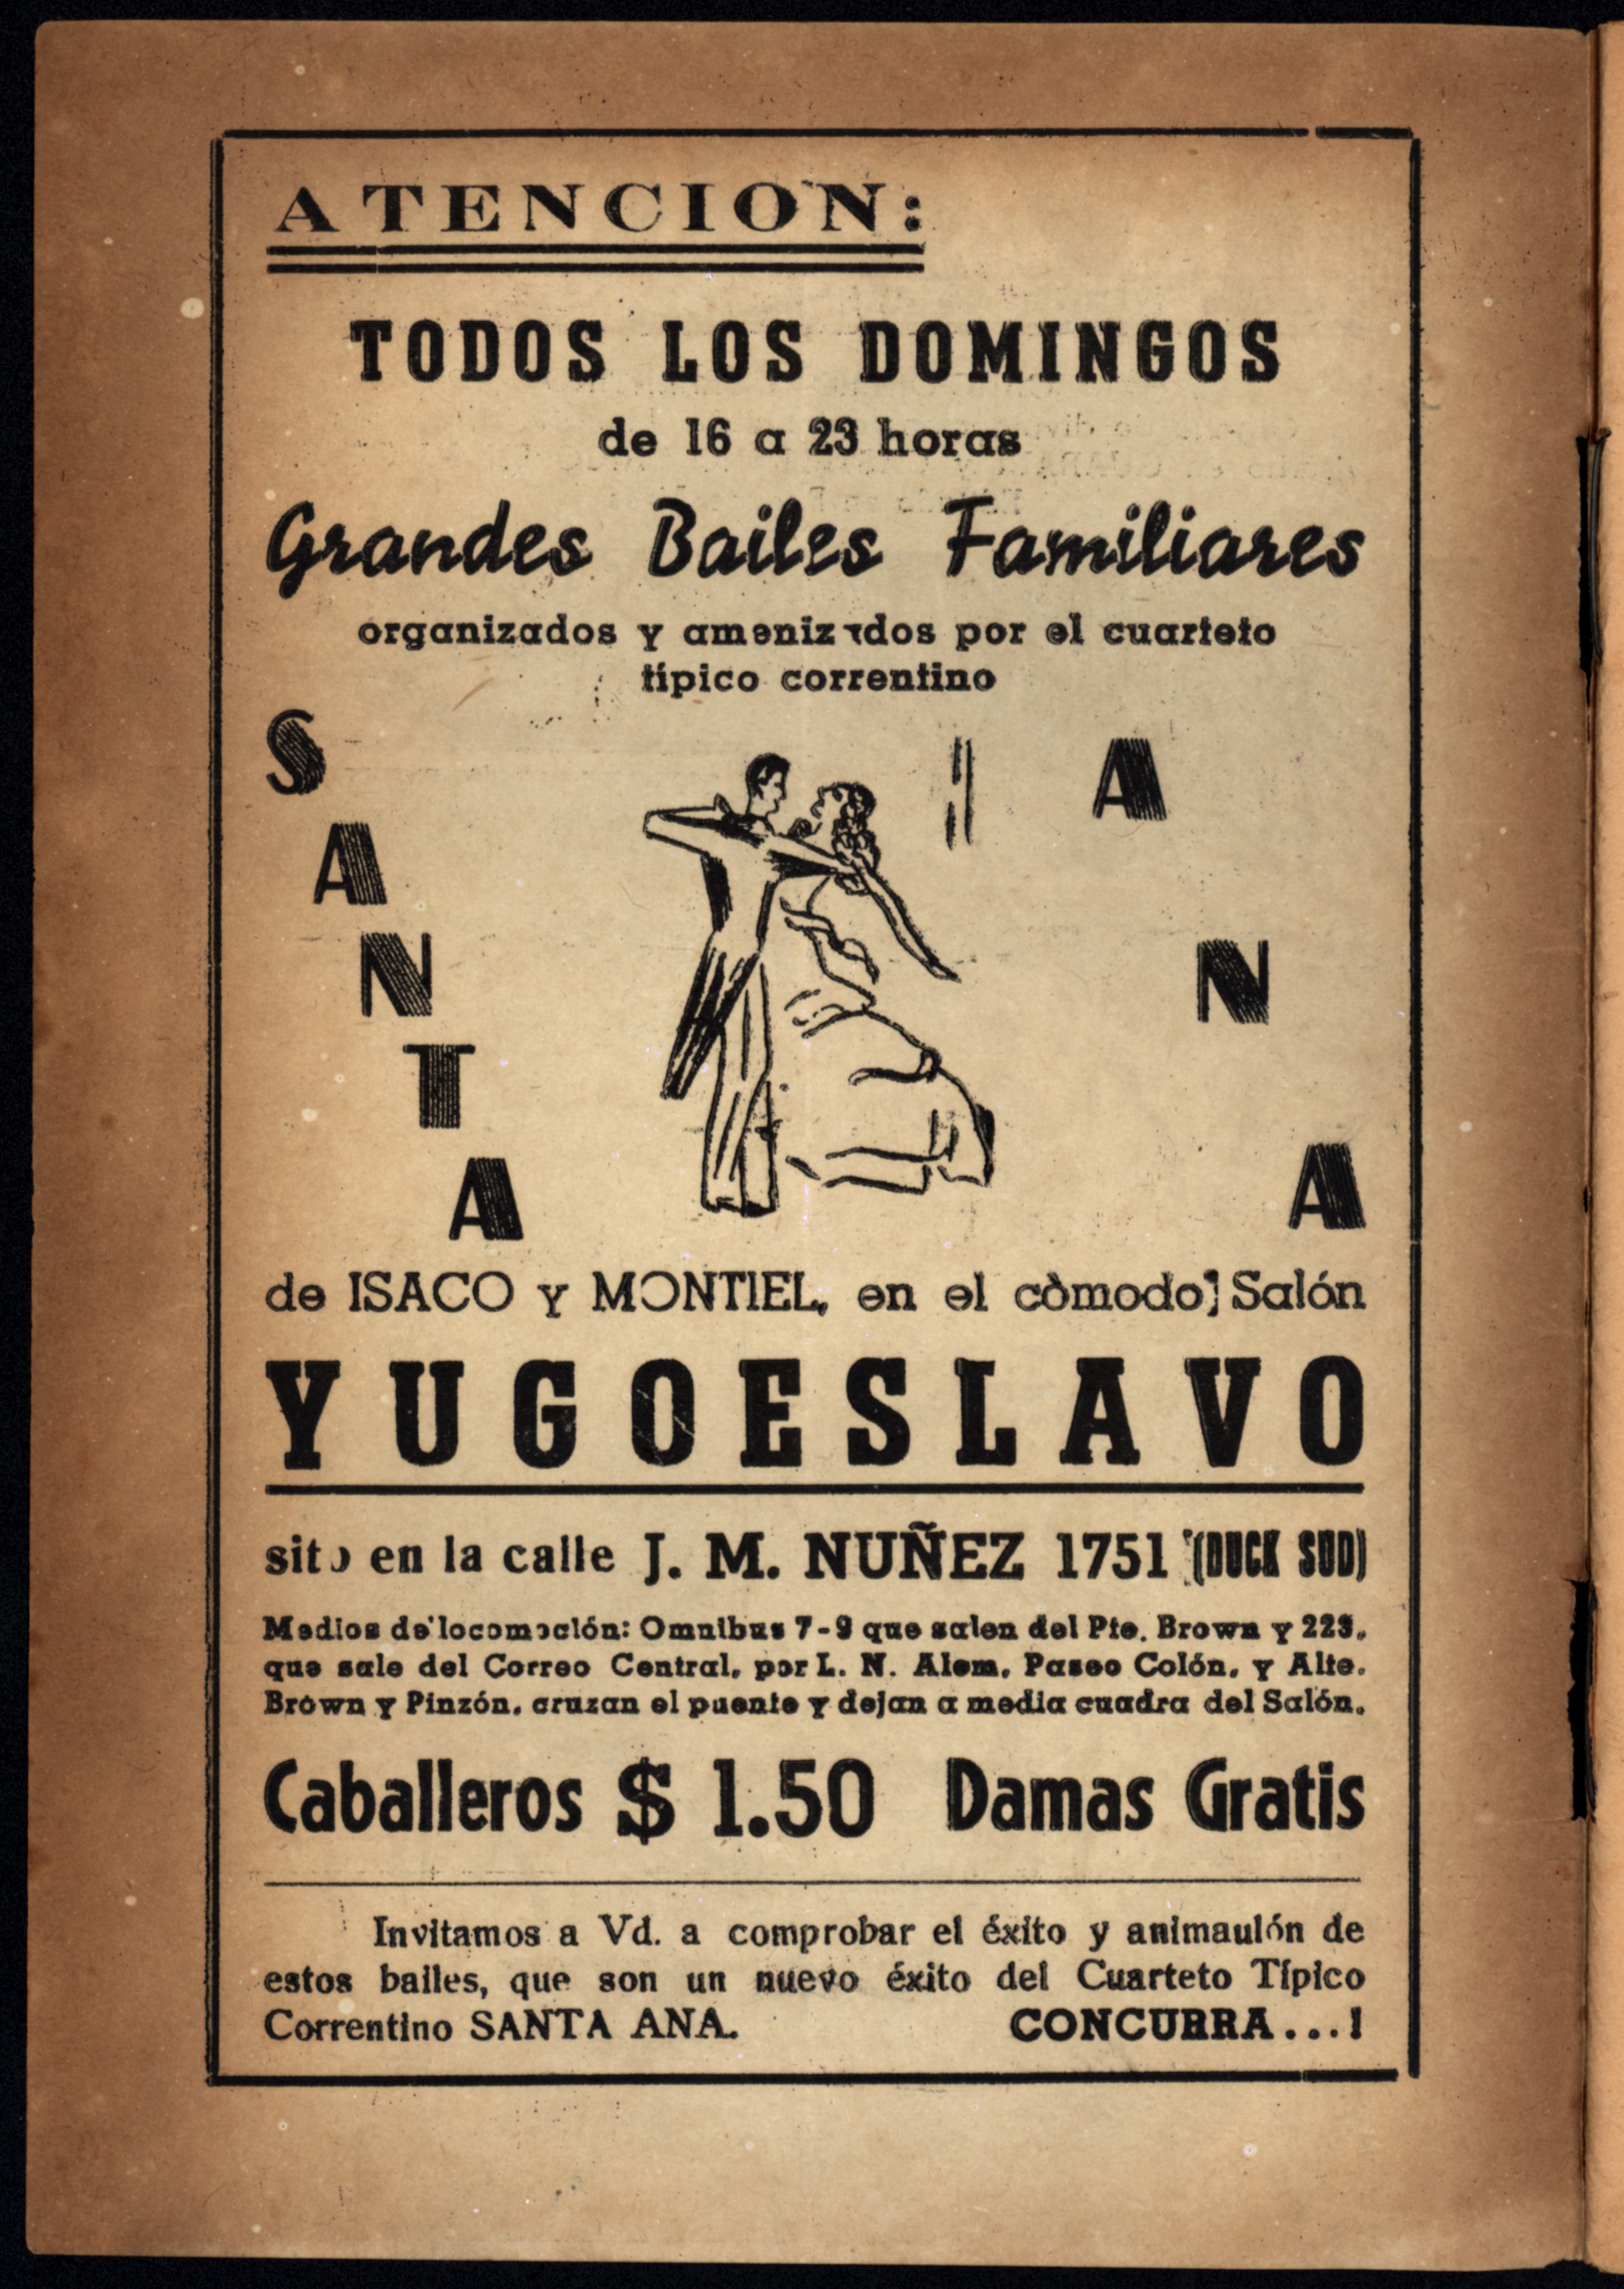 ATENCION:
TODOS LOS DOMINGOS
de 16 a 23 horas
Grandes Bailes Familiares
organizados y amenizados por el cuarteto
típico correntino
SANTA ANA
de ISACO y MONTIEL, en el còmodo] Salón
YUGOESLAVO
sito en la calle J. M. NUÑEZ 1751 (DUCK SUD)
Medios de locomoción: Omnibus 7-9 que salen del Pte. Brown y 223,
que sale del Correo Central, por L. N. Alem, Paseo Colón, y Alte.
Brown y Pinzón, cruzan el puente y dejan a media cuadra del Salón.
Caballeros $ 1.50 Damas Gratis
Invitamos a Vd. a comprobar el éxito y animaulón de
estos bailes, que son un nuevo éxito del Cuarteto Típico
Correntino SANTA ANA. CONCURRA...!